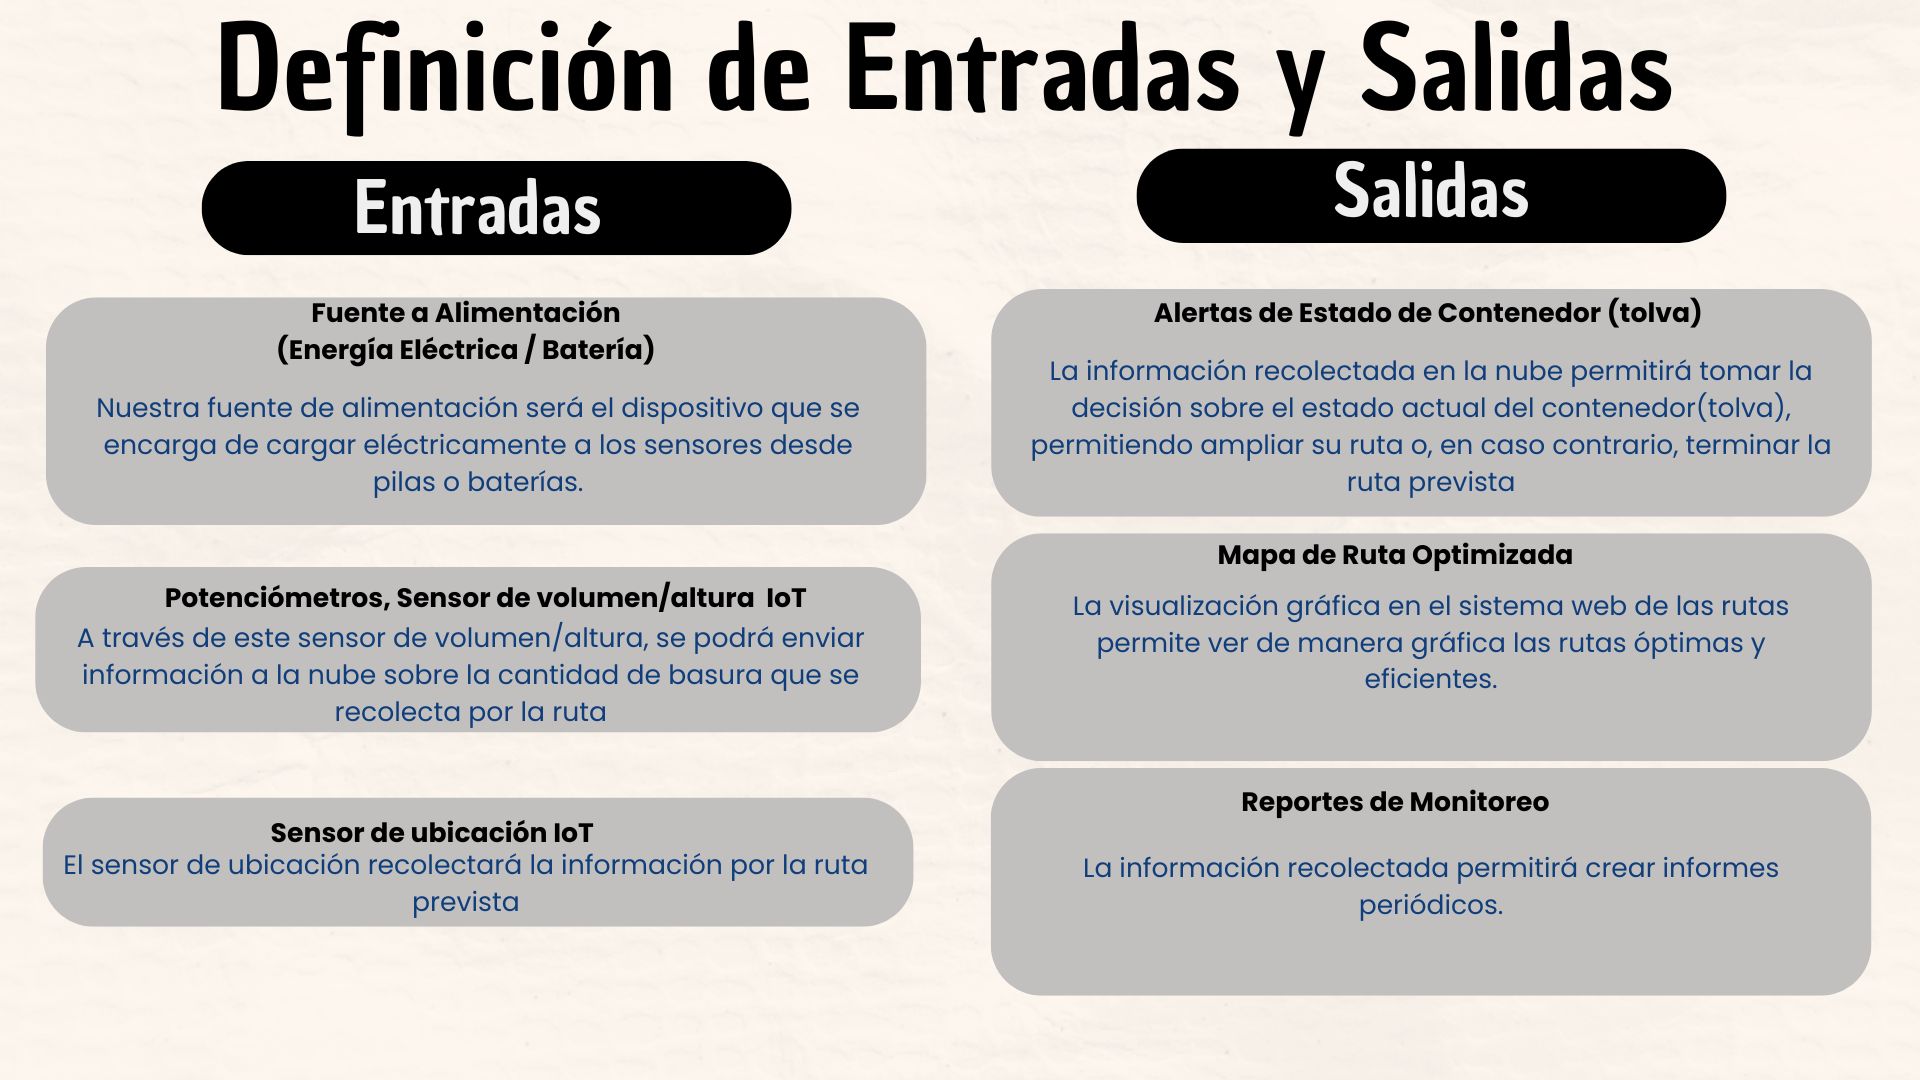 Definición de Entradas y Salidas
Entradas
Fuente a Alimentación
(Energía Eléctrica / Batería)
Nuestra fuente de alimentación será el dispositivo que se
encarga de cargar eléctricamente a los sensores desde
pilas o baterías.
Potenciómetros, Sensor de volumen/altura IoT
A través de este sensor de volumen/altura, se podrá enviar
información a la nube sobre la cantidad de basura que se
recolecta por la ruta
Sensor de ubicación IoT
El sensor de ubicación recolectará la información por la ruta
prevista
Salidas
Alertas de Estado de Contenedor (tolva)
La información recolectada en la nube permitirá tomar la
decisión sobre el estado actual del contenedor(tolva),
permitiendo ampliar su ruta o, en caso contrario, terminar la
ruta prevista
Mapa de Ruta Optimizada
La visualización gráfica en el sistema web de las rutas
permite ver de manera gráfica las rutas óptimas y
eficientes.
Reportes de Monitoreo
La información recolectada permitirá crear informes
periódicos.